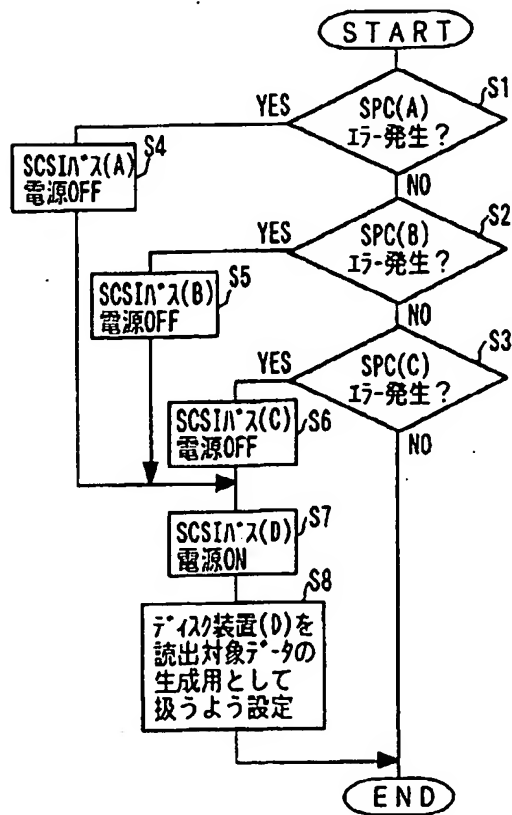 START
S1
YES
SPC(A)
エラー発生？
NO
S4
SCSIバス(A)
電源OFF
S2
YES
SPC(B)
エラー発生？
NO
S5
SCSIバス(B)
電源OFF
S3
YES
SPC(C)
エラー発生？
NO
S6
SCSIバス(C)
電源OFF
S7
SCSIバス(D)
電源ON
S8
ディスク装置(D)を
読出対象データの
生成用として
扱うよう設定
END